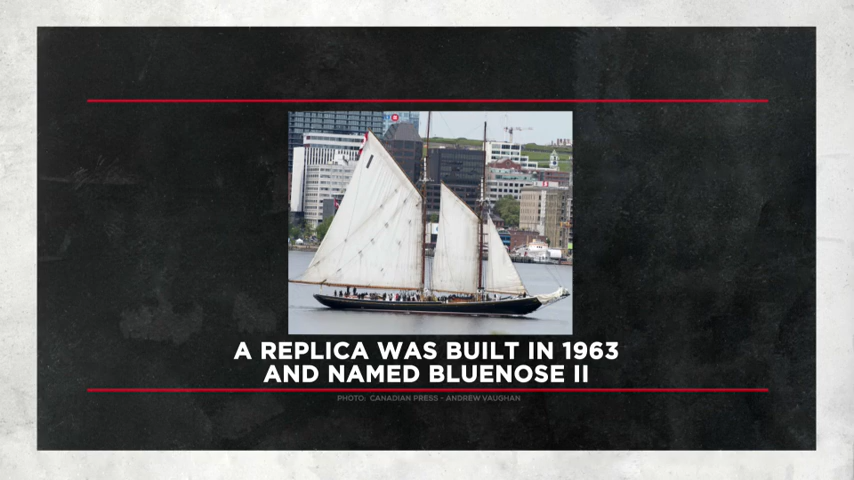 A REPLICA WAS BUILT IN 1963
AND NAMED BLUENOSE II
PHOTO: CANADIAN PRESS - ANDREW VAUGHAN